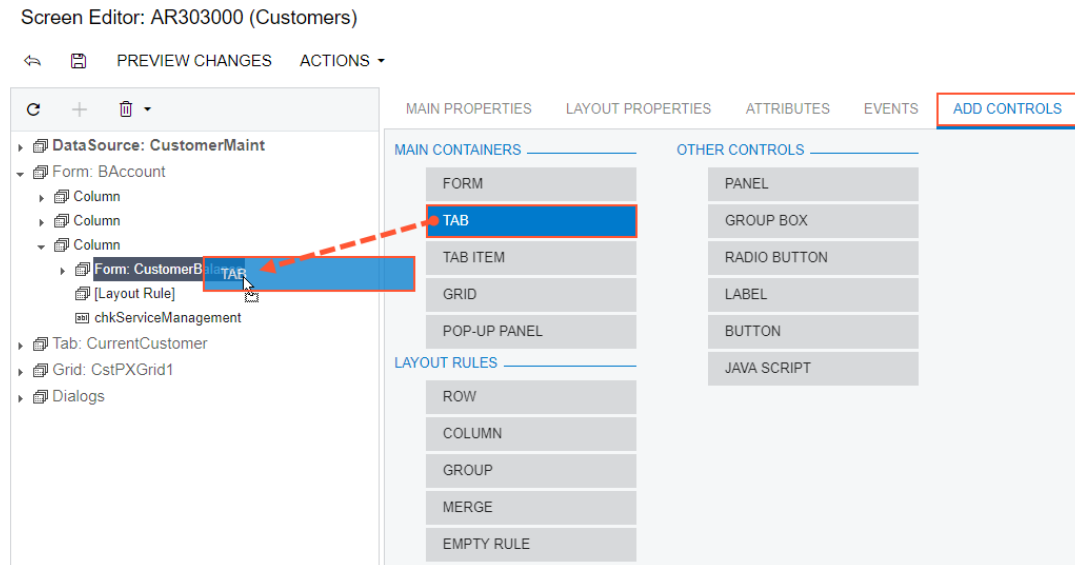 Screen Editor: AR303000 (Customers)
PREVIEW CHANGES ACTIONS
MAIN PROPERTIES LAYOUT PROPERTIES ATTRIBUTES EVENTS ADD CONTROLS
DataSource: CustomerMaint
Form: BAccount
Column
Column
Column
Form: CustomerB
TAB
[Layout Rule]
chkServiceManagement
Tab: CurrentCustomer
Grid: CstPXGrid1
Dialogs
MAIN CONTAINERS
FORM
TAB
TAB ITEM
GRID
POP-UP PANEL
LAYOUT RULES
ROW
COLUMN
GROUP
MERGE
EMPTY RULE
OTHER CONTROLS
PANEL
GROUP BOX
RADIO BUTTON
LABEL
BUTTON
JAVA SCRIPT